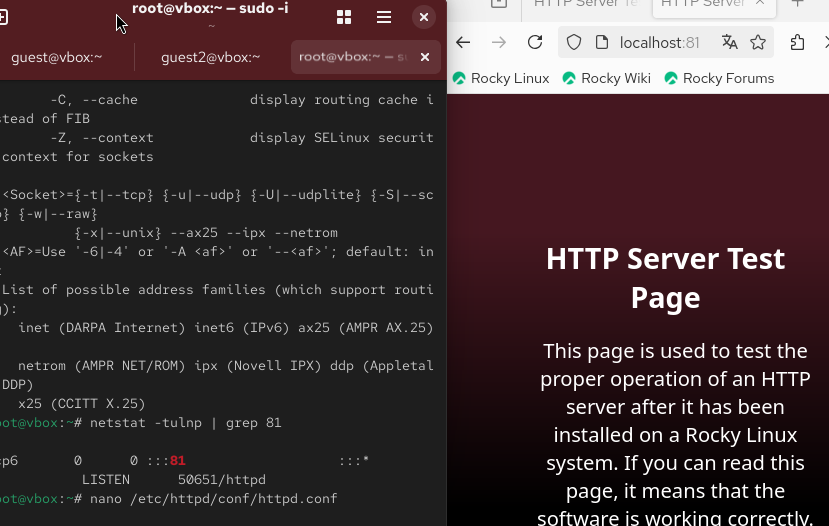 root@vbox:~ — sudo -i
~
guest@vbox:~
guest2@vbox:~
root@vbox:~ — s
-C, --cache display routing cache i
stead of FIB
-Z, --context display SELinux securit
context for sockets
<Socket>={-t|--tcp} {-u|--udp} {-U|--udplite} {-S|--sc
p} {-w|--raw}
{-x|--unix} --ax25 --ipx --netrom
<AF>=Use '-6|-4' or '-A <af>' or '--<af>'; default: in
t
List of possible address families (which support routi
g):
inet (DARPA Internet) inet6 (IPv6) ax25 (AMPR AX.25)
netrom (AMPR NET/ROM) ipx (Novell IPX) ddp (Appletal
DDP)
x25 (CCITT X.25)
ot@vbox:~# netstat -tulnp | grep 81
cp6 0 0 :::81 :::*
LISTEN 50651/httpd
ot@vbox:~# nano /etc/httpd/conf/httpd.conf
HTTP Server Te
HTTP Server
localhost:81
Rocky Linux
Rocky Wiki
Rocky Forums
HTTP Server Test
Page
This page is used to test the
proper operation of an HTTP
server after it has been
installed on a Rocky Linux
system. If you can read this
page, it means that the
software is working correctly.